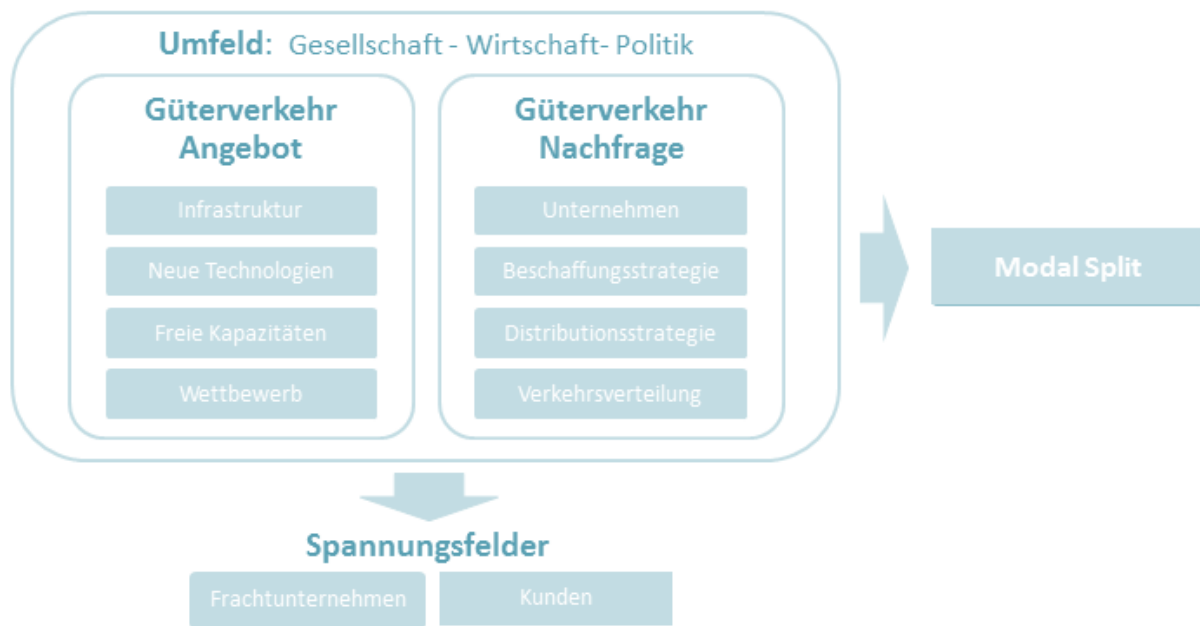 Umfeld: Gesellschaft - Wirtschaft- Politik
Güterverkehr
Angebot
Infrastruktur
Neue Technologien
Freie Kapazitäten
Wettbewerb
Güterverkehr
Nachfrage
Unternehmen
Beschaffungsstrategie
Distributionsstrategie
Verkehrsverteilung
Modal Split
Spannungsfelder
Frachtunternehmen
Kunden